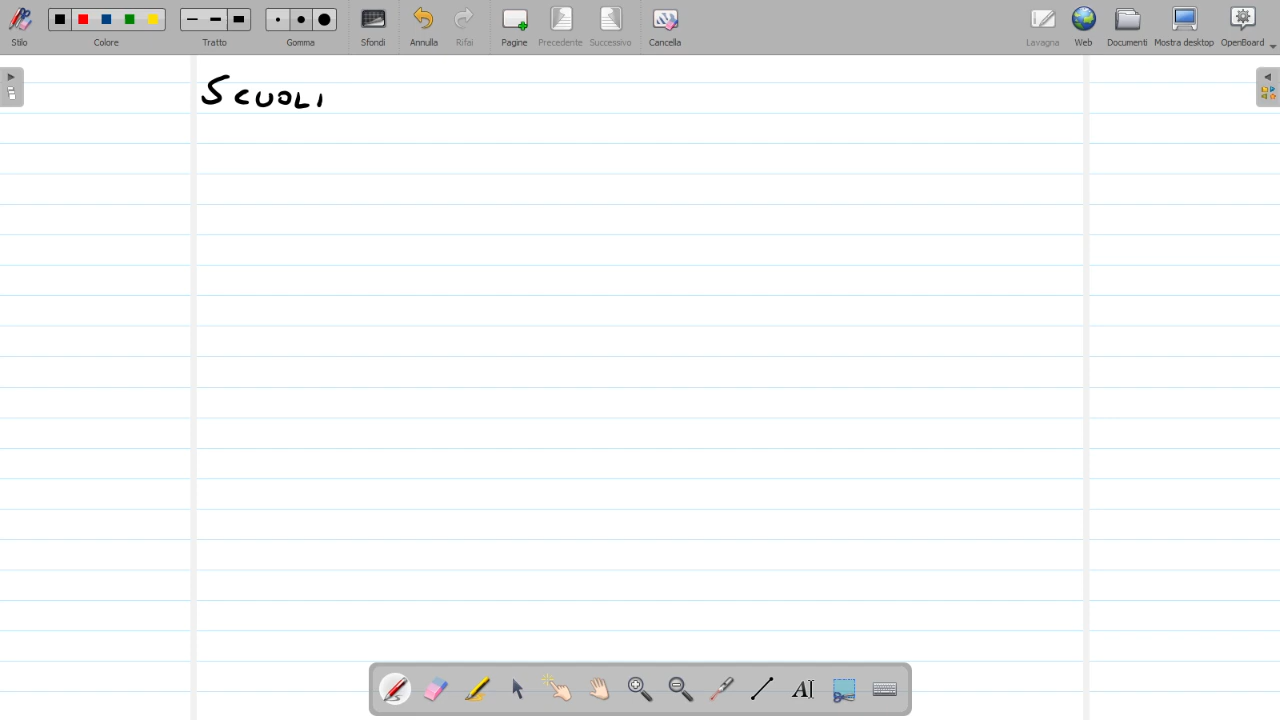 Stilo Colore Tratto Gomma Sfondi Annulla Rifai Pagine Precedente Successivo Cancella Lavagna Web Documenti Mostra desktop OpenBoard
SCUOLI